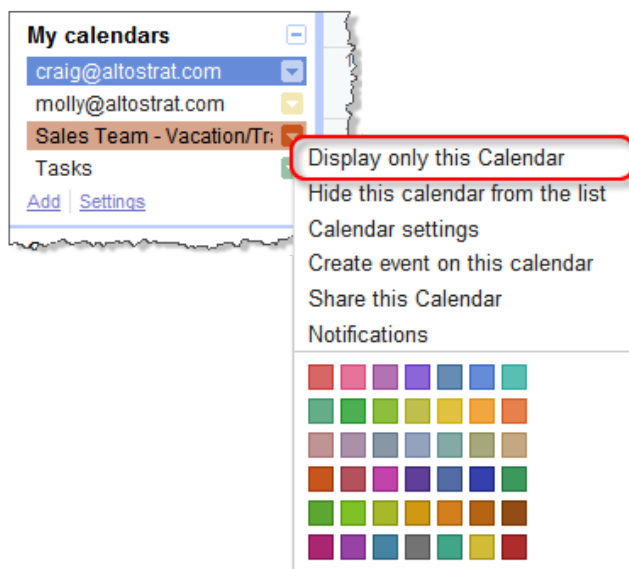 My calendars
craig@altostrat.com
molly@altostrat.com
Sales Team - Vacation/Tra
Tasks
Add Settings
Display only this Calendar
Hide this calendar from the list
Calendar settings
Create event on this calendar
Share this Calendar
Notifications